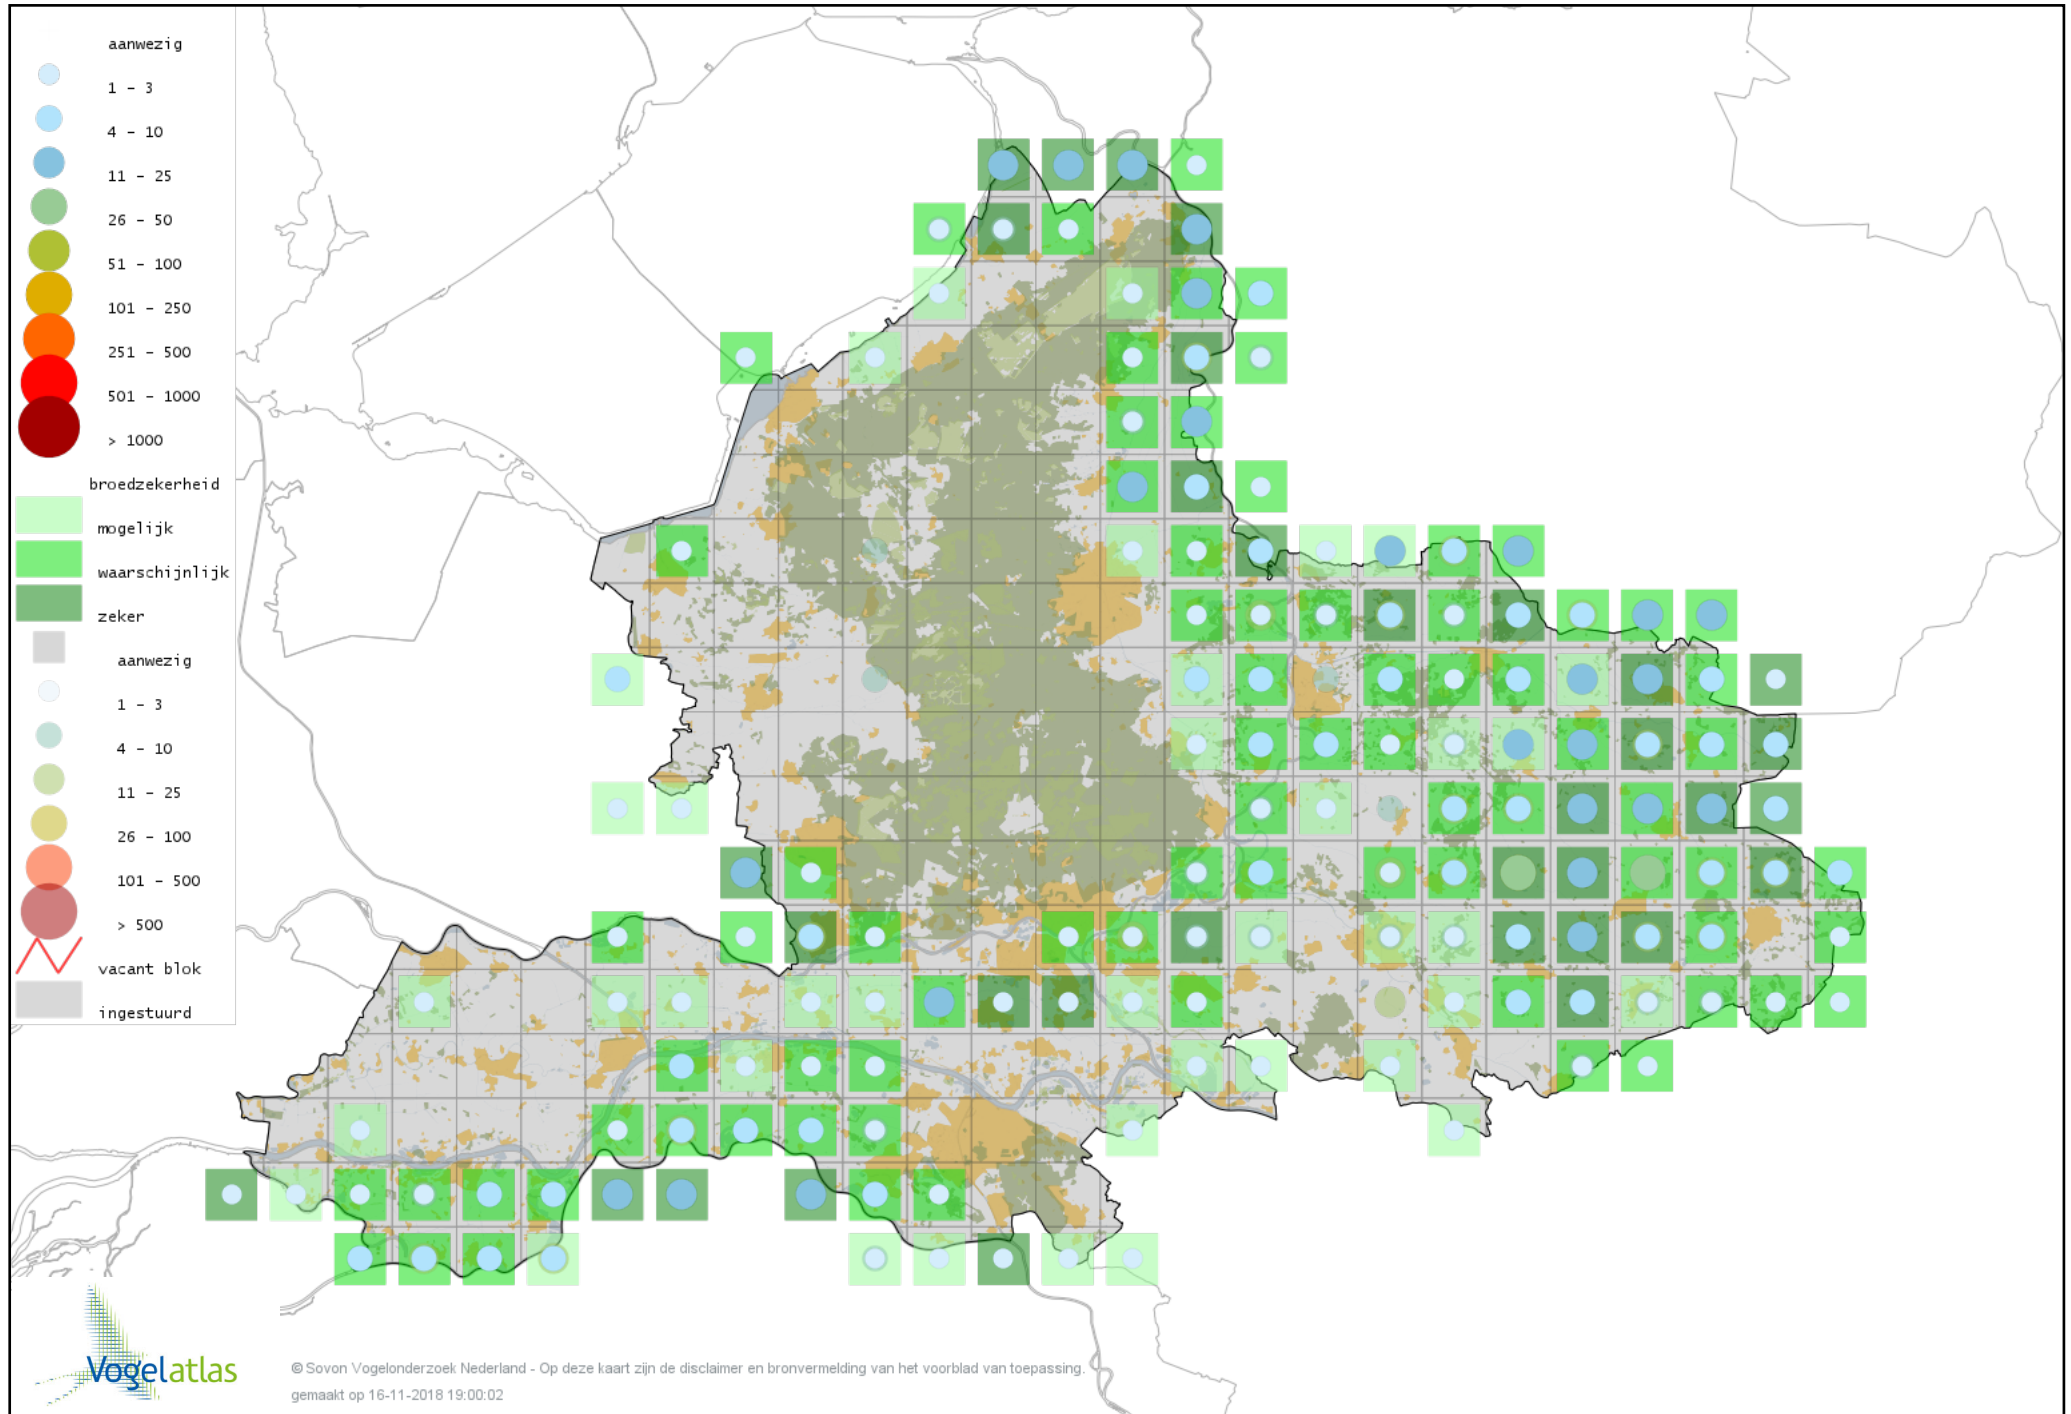 aanwezig
1 - 3
4 - 10
11 - 25
26 - 50
51 - 100
101 - 250
251 - 500
501 - 1000
> 1000
broedzekerheid
mogelijk
waarschijnlijk
zeker
aanwezig
1 - 3
4 - 10
11 - 25
26 - 100
101 - 500
> 500
vacant blok
ingestuurd
Vogelatlas
© Sovon Vogelonderzoek Nederland - Op deze kaart zijn de disclaimer en bronvermelding van het voorblad van toepassing.
gemaakt op 16-11-2018 19:00:02